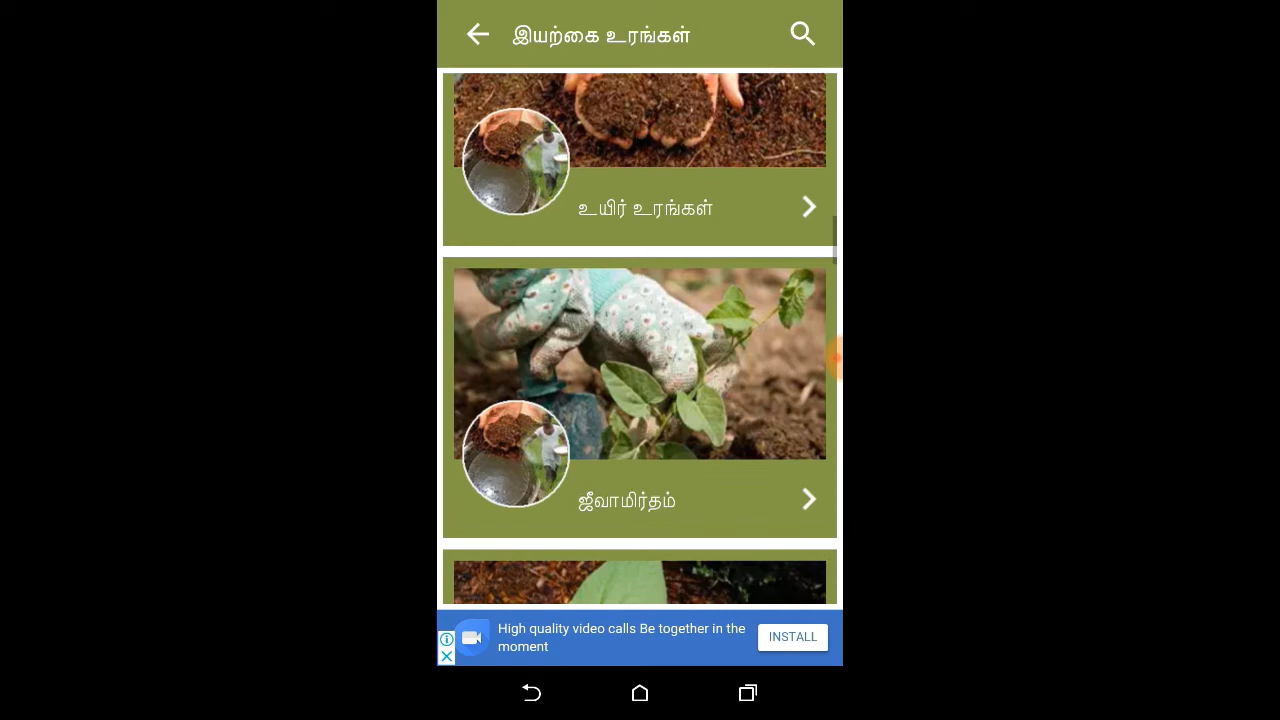 இயற்கை உரங்கள்
உயிர் உரங்கள்
ஜீவாமிர்தம்
High quality video calls Be together in the
moment
INSTALL